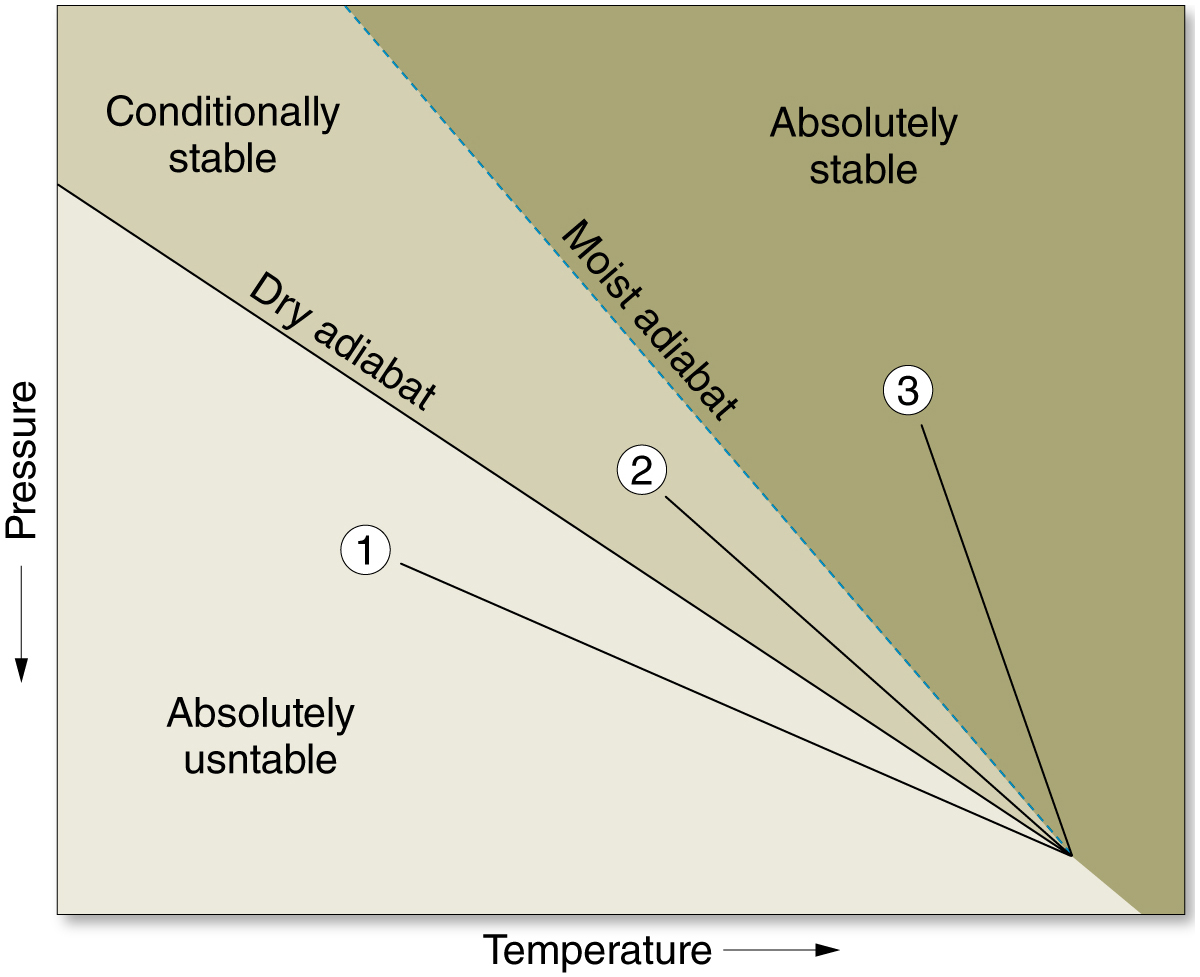 Conditionally
stable
Absolutely
stable
Moist adiabat
Dry adiabat
3
2
1
Absolutely
usntable
Pressure
Temperature